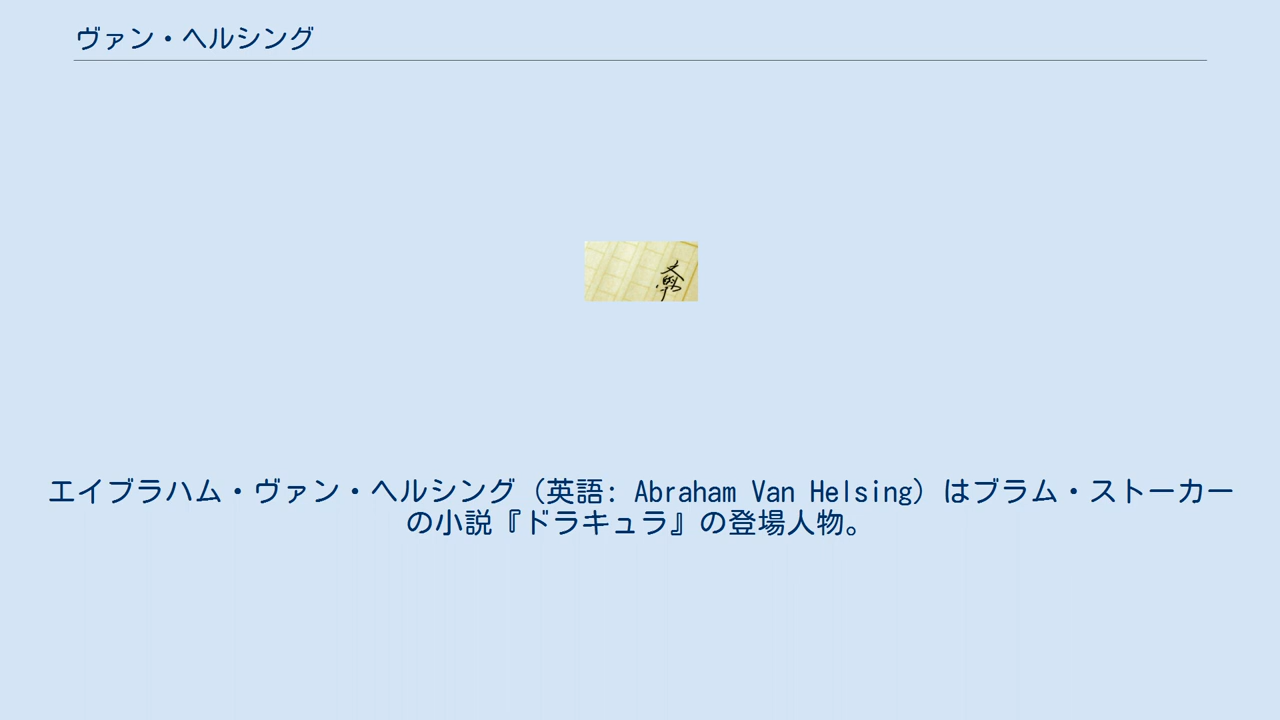 ヴァン・ヘルシング
エイブラハム・ヴァン・ヘルシング（英語: Abraham Van Helsing）はブラム・ストーカー
の小説『ドラキュラ』の登場人物。